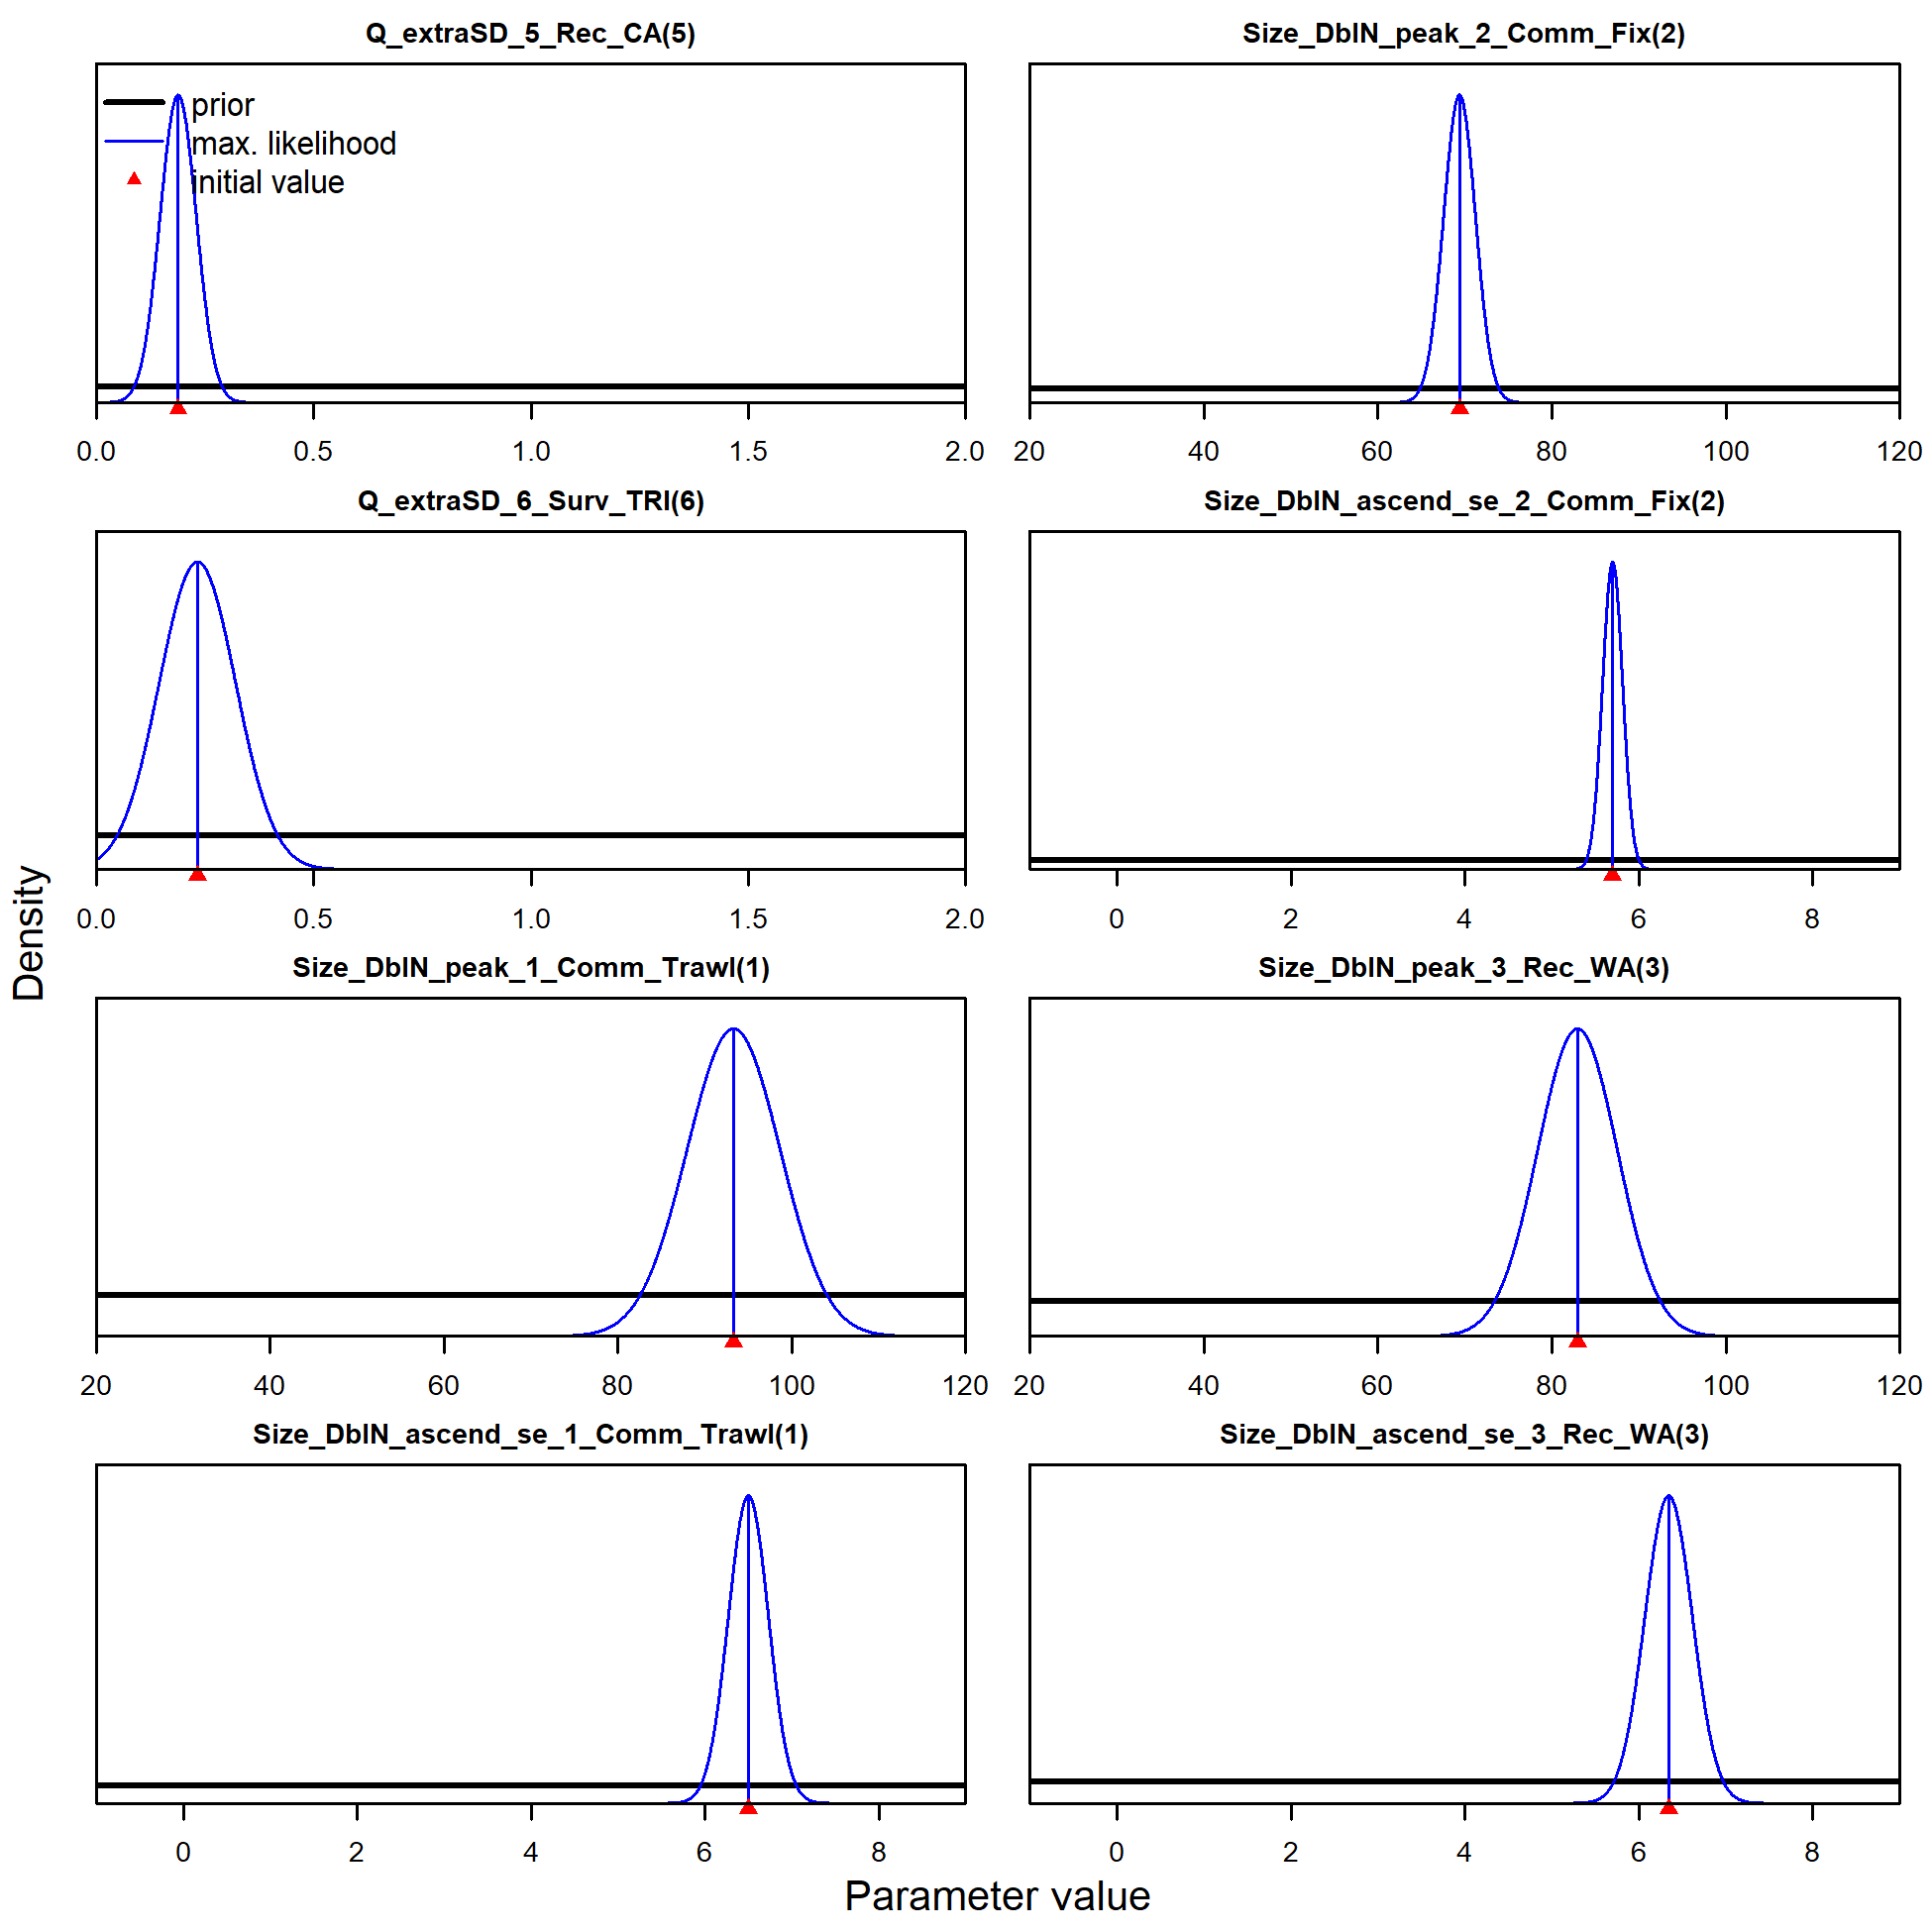 Q_extraSD_5_Rec_CA(5)
prior
max. likelihood
initial value
0.0 0.5 1.0 1.5 2.0
Size_DblN_peak_2_Comm_Fix(2)
20 40 60 80 100 120
Q_extraSD_6_Surv_TRI(6)
0.0 0.5 1.0 1.5 2.0
Size_DblN_ascend_se_2_Comm_Fix(2)
0 2 4 6 8
Size_DblN_peak_1_Comm_Trawl(1)
20 40 60 80 100 120
Size_DblN_peak_3_Rec_WA(3)
20 40 60 80 100 120
Size_DblN_ascend_se_1_Comm_Trawl(1)
0 2 4 6 8
Size_DblN_ascend_se_3_Rec_WA(3)
0 2 4 6 8
Density
Parameter value